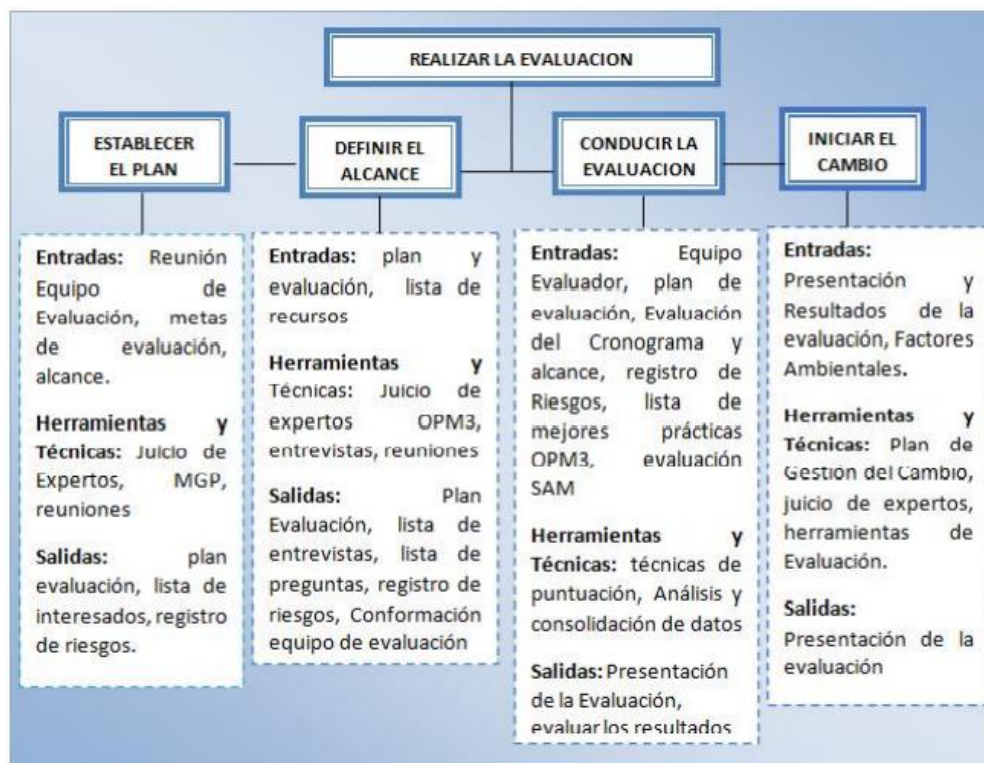 REALIZAR LA EVALUACION
ESTABLECER
EL PLAN
DEFINIR EL
ALCANCE
CONDUCIR LA
EVALUACION
INICIAR EL
CAMBIO
Entradas: Reunión
Equipo de
Evaluación, metas
de evaluación,
alcance.
Herramientas y
Técnicas: Juicio de
Expertos, MGP,
reuniones
Salidas: plan
evaluación, lista de
interesados, registro
de riesgos.
Entradas: plan y
evaluación, lista de
recursos
Herramientas y
Técnicas: Juicio de
expertos OPM3,
entrevistas, reuniones
Salidas: Plan
Evaluación, lista de
entrevistas, lista de
preguntas, registro de
riesgos, Conformación
equipo de evaluación
Entradas: Equipo
Evaluador, plan de
evaluación, Evaluación
del Cronograma y
alcance, registro de
Riesgos, lista de
mejores prácticas
OPM3, evaluación
SAM
Herramientas y
Técnicas: técnicas de
puntuación, Análisis y
consolidación de datos
Salidas: Presentación
de la Evaluación,
evaluar los resultados
Entradas:
Presentación y
Resultados de la
evaluación, Factores
Ambientales.
Herramientas y
Técnicas: Plan de
Gestión del Cambio,
juicio de expertos,
herramientas de
Evaluación.
Salidas:
Presentación de la
evaluación